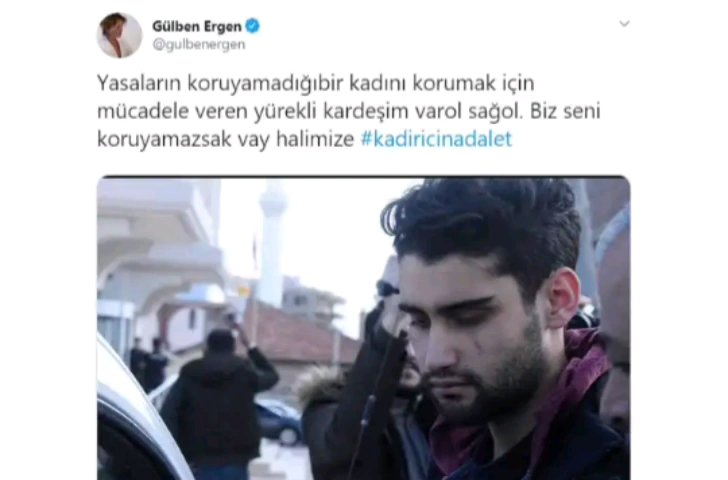 Gülben Ergen
@gulbenergen
Yasaların koruyamadığıbir kadını korumak için
mücadele veren yürekli kardeşim varol sağol. Biz seni
koruyamazsak vay halimize #kadiricinadalet